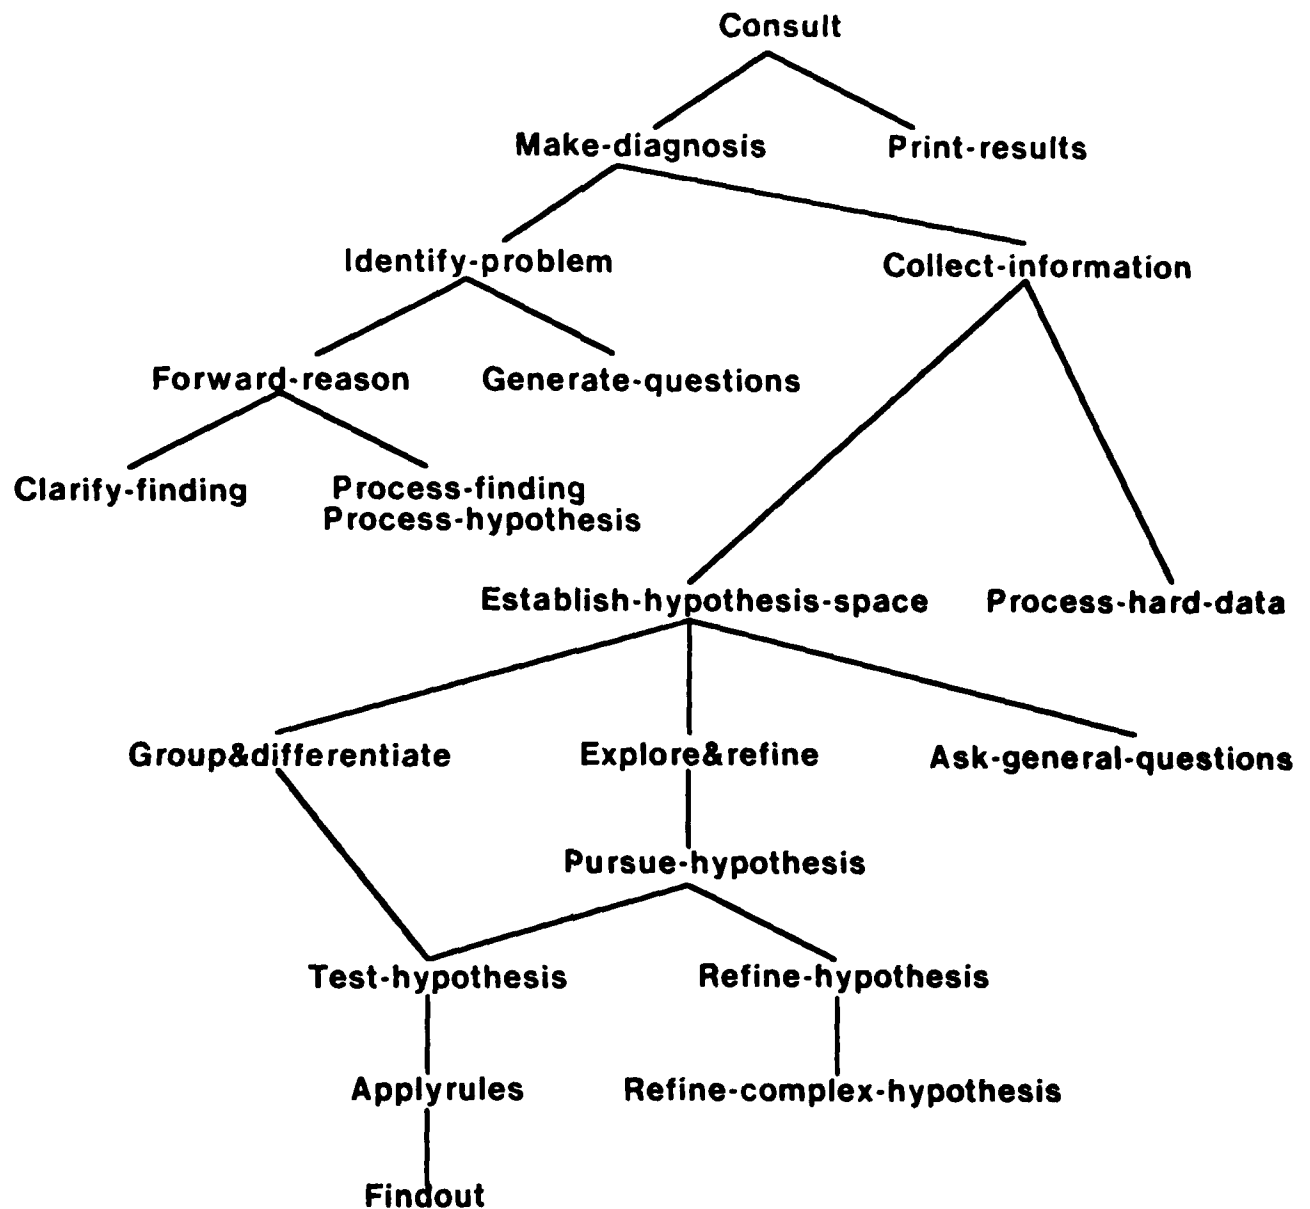 Consult
Make-diagnosis
Print-results
Identify-problem
Collect-information
Forward-reason
Generate-questions
Clarify-finding
Process-finding
Process-hypothesis
Establish-hypothesis-space
Process-hard-data
Group&differentiate
Explore&refine
Ask-general-questions
Pursue-hypothesis
Test-hypothesis
Refine-hypothesis
Applyrules
Refine-complex-hypothesis
Findout